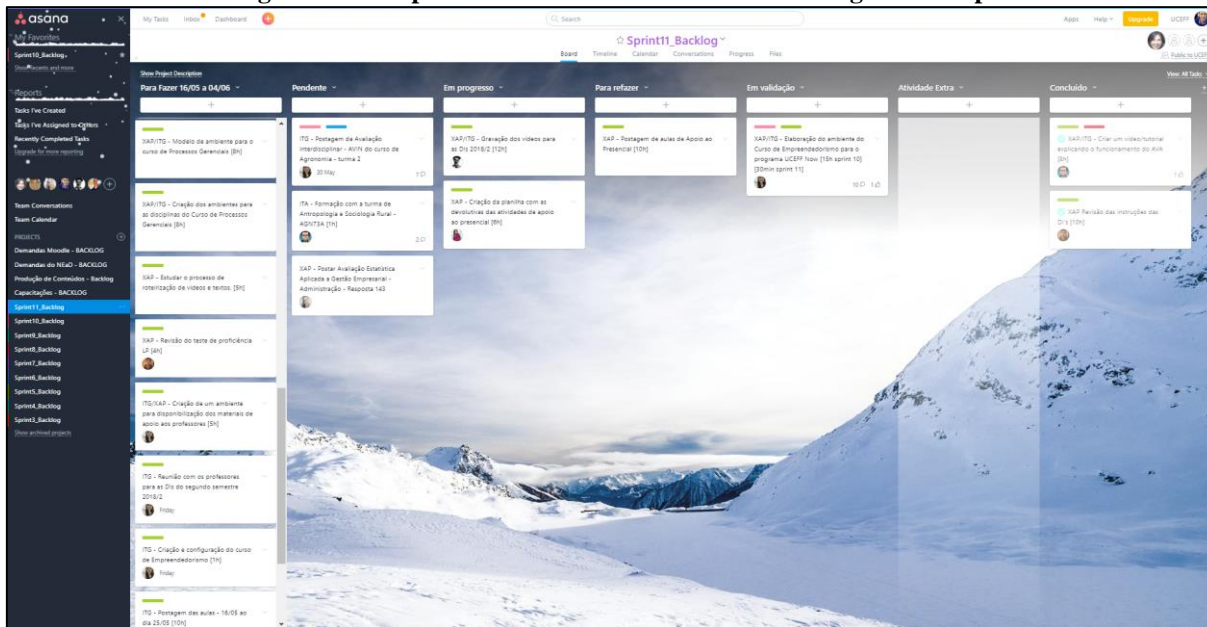 asana
My Tasks Inbox Dashboard
Search
Apps Help Upgrade UCEFF
My Favorites
Sprint10_Backlog
Show Recents and more
Reports
Tasks I've Created
Tasks I've Assigned to Others
Recently Completed Tasks
Upgrade for more reporting
Team Conversations
Team Calendar
PROJECTS
Demandas Moodle - BACKLOG
Demandas do NEaD - BACKLOG
Produção de Conteúdos - Backlog
Capacitações - BACKLOG
Sprint11_Backlog
Sprint10_Backlog
Sprint9_Backlog
Sprint8_Backlog
Sprint7_Backlog
Sprint6_Backlog
Sprint5_Backlog
Sprint4_Backlog
Sprint3_Backlog
Show archived projects
Sprint11_Backlog
Board Timeline Calendar Conversations Progress Files
Public to UCEF
Show Project Description
View: All Tasks
Para Fazer 16/05 a 04/06
XAP/ITG - Modelo de ambiente para o
curso de Processos Gerenciais [8h]
XAP/ITG - Criação dos ambientes para
as disciplinas do Curso de Processos
Gerenciais [8h]
XAP - Estudar o processo de
roteirização de vídeos e textos. [5h]
XAP - Revisão do teste de proficiência
LP [4h]
ITG/XAP - Criação de um ambiente
para disponibilização dos materiais de
apoio aos professores [5h]
ITG - Reunião com os professores
para as DIs do segundo semestre
2018/2
Friday
ITG - Criação e configuração do curso
de Empreendedorismo [1h]
Friday
ITG - Postagem das aulas - 16/05 ao
dia 25/05 [10h]
Pendente
ITG - Postagem da Avaliação
Interdisciplinar - AVIN do curso de
Agronomia - turma 2
30 May
ITA - Formação com a turma de
Antropologia e Sociologia Rural -
AGNT3A [1h]
2
XAP - Postar Avaliação Estatística
Aplicada a Gestão Empresarial -
Administração - Resposta 143
Em progresso
XAP/ITG - Gravação dos vídeos para
as DIs 2018/2 [12h]
XAP - Criação da planilha com as
devolutivas das atividades de apoio
ao presencial [6h]
Para refazer
XAP - Postagem de aulas de Apoio ao
Presencial [10h]
Em validação
XAP/ITG - Elaboração do ambiente do
Curso de Empreendedorismo para o
programa UCEFF Now [15h sprint 10]
[30min sprint 11]
10 1
Atividade Extra
Concluído
XAP/ITG - Criar um vídeo/tutorial
explicando o funcionamento do AVA
[8h]
1
XAP Revisão das instruções das
DI's [10h]